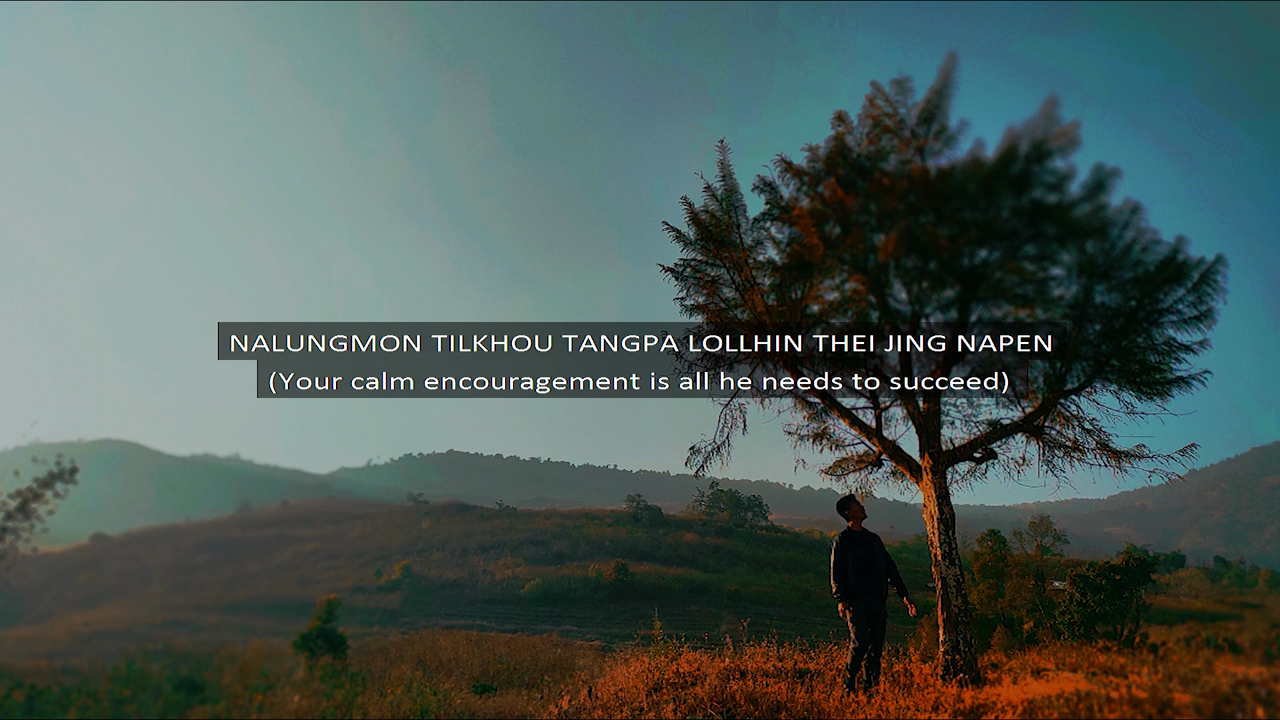 NALUNGMON TILKHOU TANGPA LOLLHIN THEI JING NAPEN
(Your calm encouragement is all he needs to succeed)